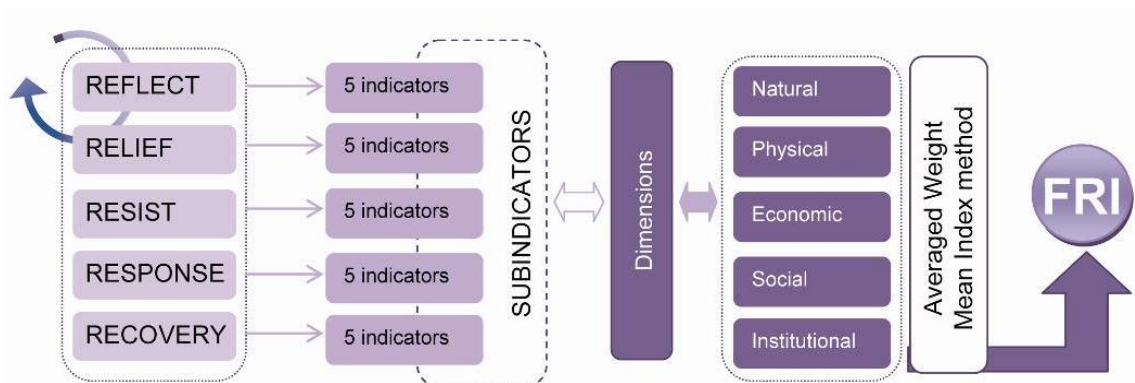 REFLECT
RELIEF
RESIST
RESPONSE
RECOVERY
5 indicators
5 indicators
5 indicators
5 indicators
5 indicators
SUBINDICATORS
Dimensions
Natural
Physical
Economic
Social
Institutional
Averaged Weight
Mean Index method
FRI